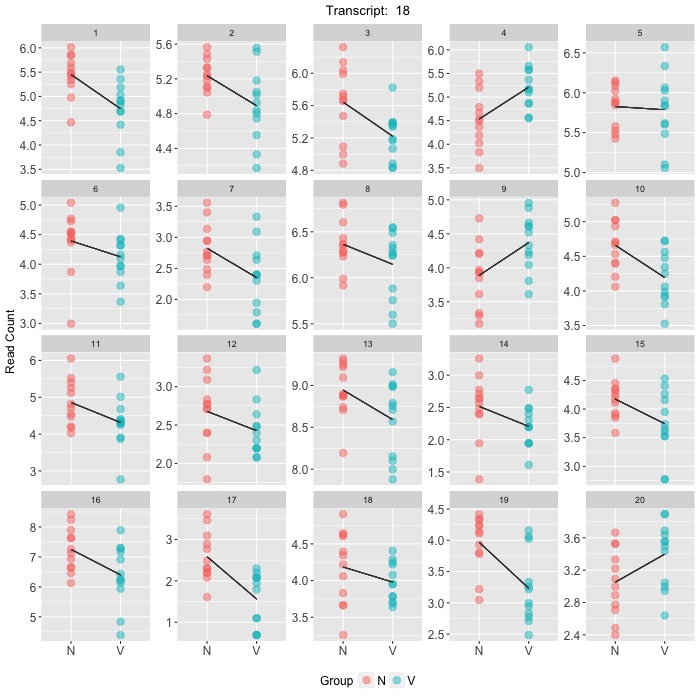 Transcript: 18
1 2 3 4 5
6.0 5.6 6.0 6.5
5.5 5.2 6.0 5.5 6.0
5.0 4.8 5.6 5.0 5.5
4.5 4.4 5.2 4.5
4.0 4.8 4.0 5.0
3.5 3.5
6 7 8 9 10
5.0 3.5 6.5 5.0 5.0
4.5 3.0 6.0 4.5 4.5
4.0 2.5 5.5 4.0 4.0
3.5 2.0 3.5 3.5
3.0
Read Count
11 12 13 14 15
6 3.0 9.0 3.0 4.5
5 2.5 8.5 2.5 4.0
4 2.0 8.0 2.0 3.5
3 1.5 3.0
16 17 18 19 20
8 3 4.5 4.5 3.6
7 2 4.0 4.0 3.2
6 1 3.5 3.5 2.8
5 3.0 2.4
2.5
N V N V N V N V N V
Group N V